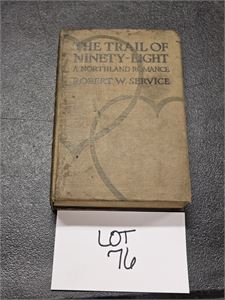 THE TRAIL OF
NINETY-EIGHT
A NORTHLAND ROMANCE
ROBERT W. SERVICE
LOT
76